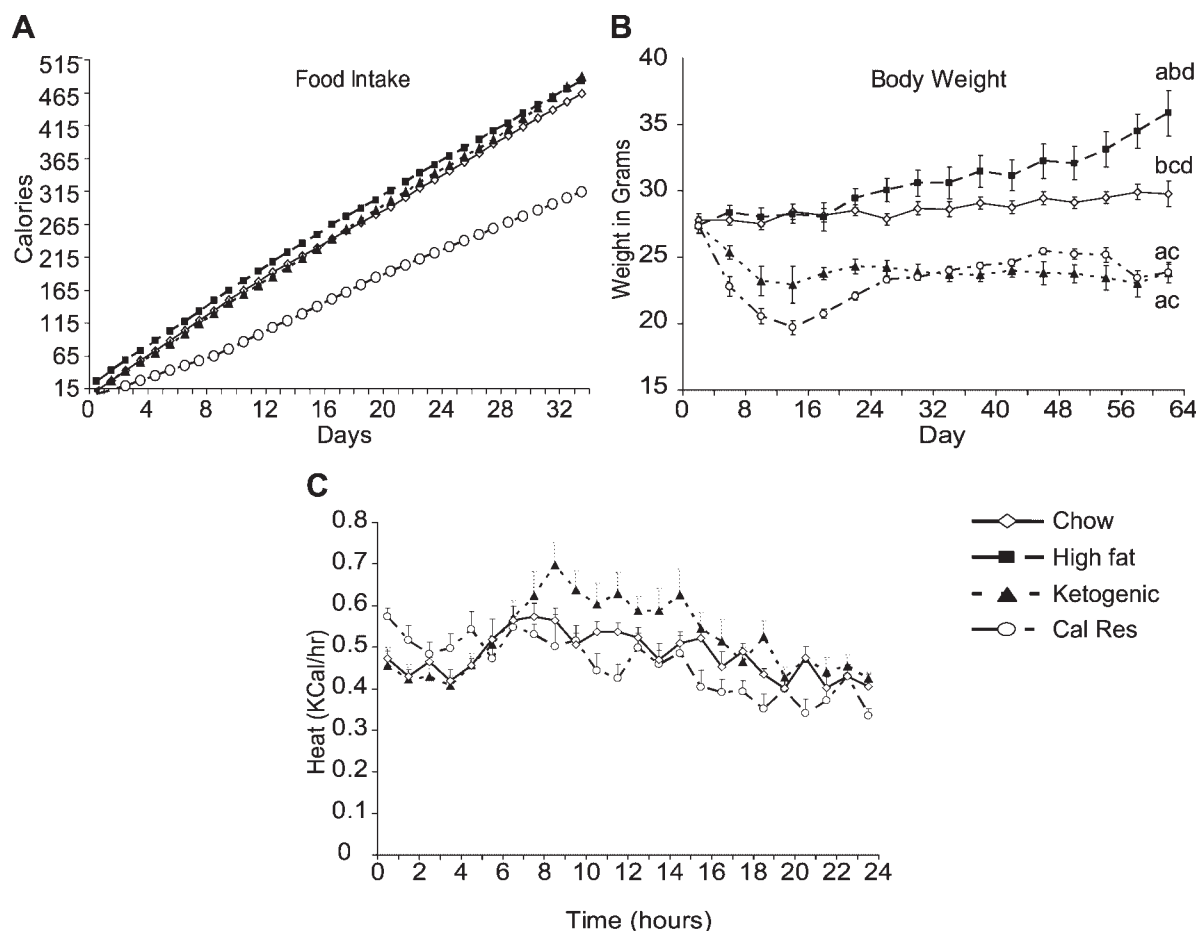 A
Food Intake
515
465
415
365
315
265
215
165
115
65
15
Calories
0 4 8 12 16 20 24 28 32
Days
B
Body Weight
40
35
30
25
20
15
Weight in Grams
abd
bcd
ac
ac
0 8 16 24 32 40 48 56 64
Day
C
0.8
0.7
0.6
0.5
0.4
0.3
0.2
0.1
0
Heat (KCal/hr)
0 2 4 6 8 10 12 14 16 18 20 22 24
Time (hours)
Chow
High fat
Ketogenic
Cal Res